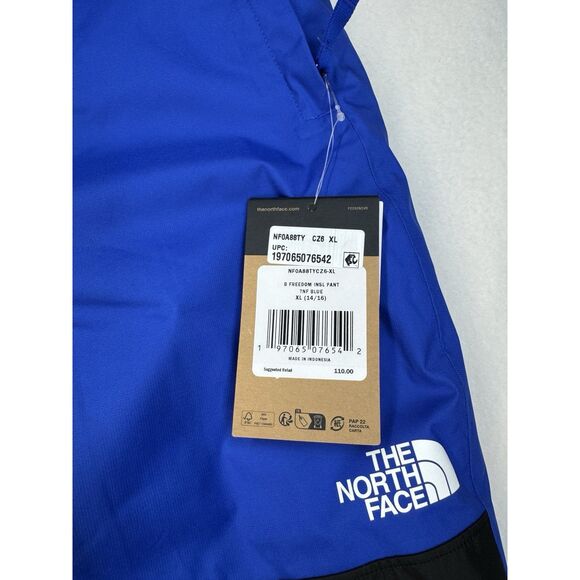 thenorthface.com
NF0A88TY CZ6 XL
UPC:
197065076542
NF0A88TYCZ6-XL
B FREEDOM INSL PANT
TNF BLUE
XL (14/16)
1 97065 07654 2
MADE IN INDONESIA
Suggested Retail 110.00
FSC
PAP 22
RACCOLTA
CARTA
THE
NORTH
FACE